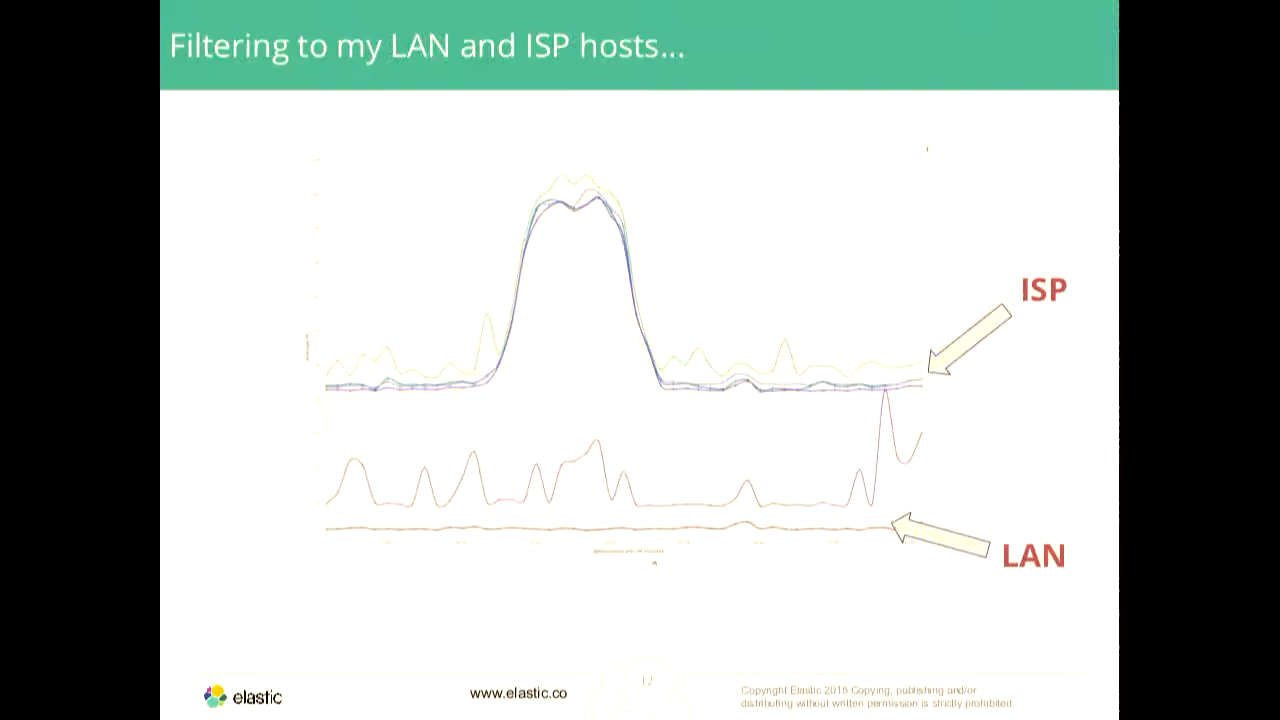 Filtering to my LAN and ISP hosts...
ISP
LAN
elastic
www.elastic.co
12
Copyright Elastic 2015 Copying, publishing and/or
distributing without written permission is strictly prohibited